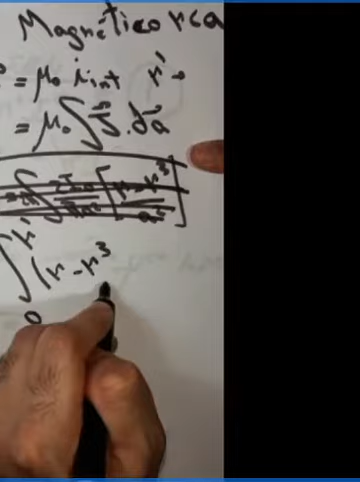 Magnético r<a
= μ₀ i_int r'
= μ₀ ∫ J⃗ · da⃗
∫₀^r' (r - r³